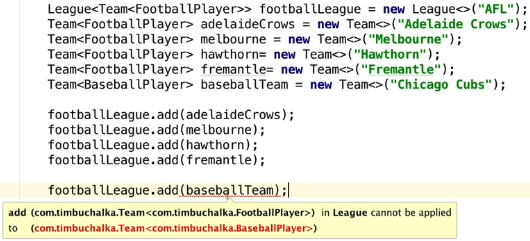 League<Team<FootballPlayer>> footballLeague = new League<>("AFL");
Team<FootballPlayer> adelaideCrows = new Team<>("Adelaide Crows");
Team<FootballPlayer> melbourne = new Team<>("Melbourne");
Team<FootballPlayer> hawthorn= new Team<>("Hawthorn");
Team<FootballPlayer> fremantle= new Team<>("Fremantle");
Team<BaseballPlayer> baseballTeam = new Team<>("Chicago Cubs");
footballLeague.add(adelaideCrows);
footballLeague.add(melbourne);
footballLeague.add(hawthorn);
footballLeague.add(fremantle);
footballLeague.add(baseballTeam);
add (com.timbuchalka.Team<com.timbuchalka.FootballPlayer>) in League cannot be applied
to (com.timbuchalka.Team<com.timbuchalka.BaseballPlayer>)